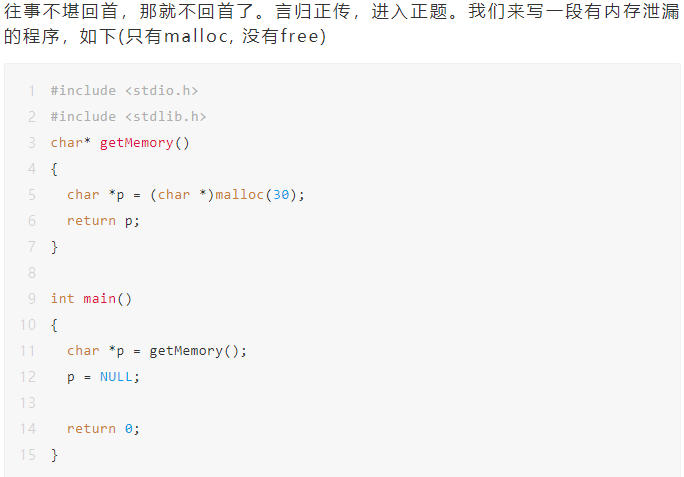 往事不堪回首，那就不回首了。言归正传，进入正题。我们来写一段有内存泄漏
的程序，如下(只有malloc, 没有free)
1 #include <stdio.h>
2 #include <stdlib.h>
3 char* getMemory()
4 {
5   char *p = (char *)malloc(30);
6   return p;
7 }
8
9 int main()
10 {
11   char *p = getMemory();
12   p = NULL;
13
14   return 0;
15 }